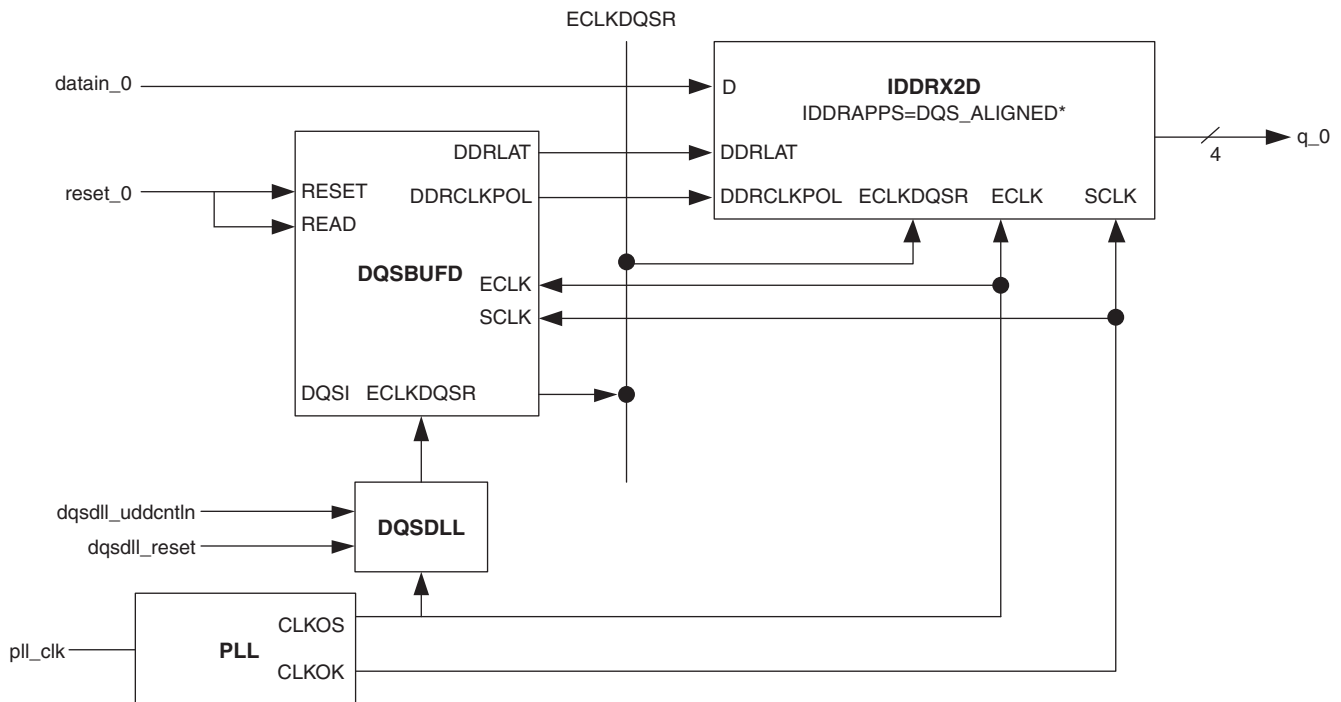 ECLKDQSR
datain_0
D
IDDRX2D
IDDRAPPS=DQS_ALIGNED*
q_0
4
DDRLAT
DDRLAT
reset_0
RESET
DDRCLKPOL
DDRCLKPOL
ECLKDQSR
ECLK
SCLK
READ
DQSBUFD
ECLK
SCLK
DQSI
ECLKDQSR
dqsdll_uddcntln
DQSDLL
dqsdll_reset
CLKOS
pll_clk
PLL
CLKOK